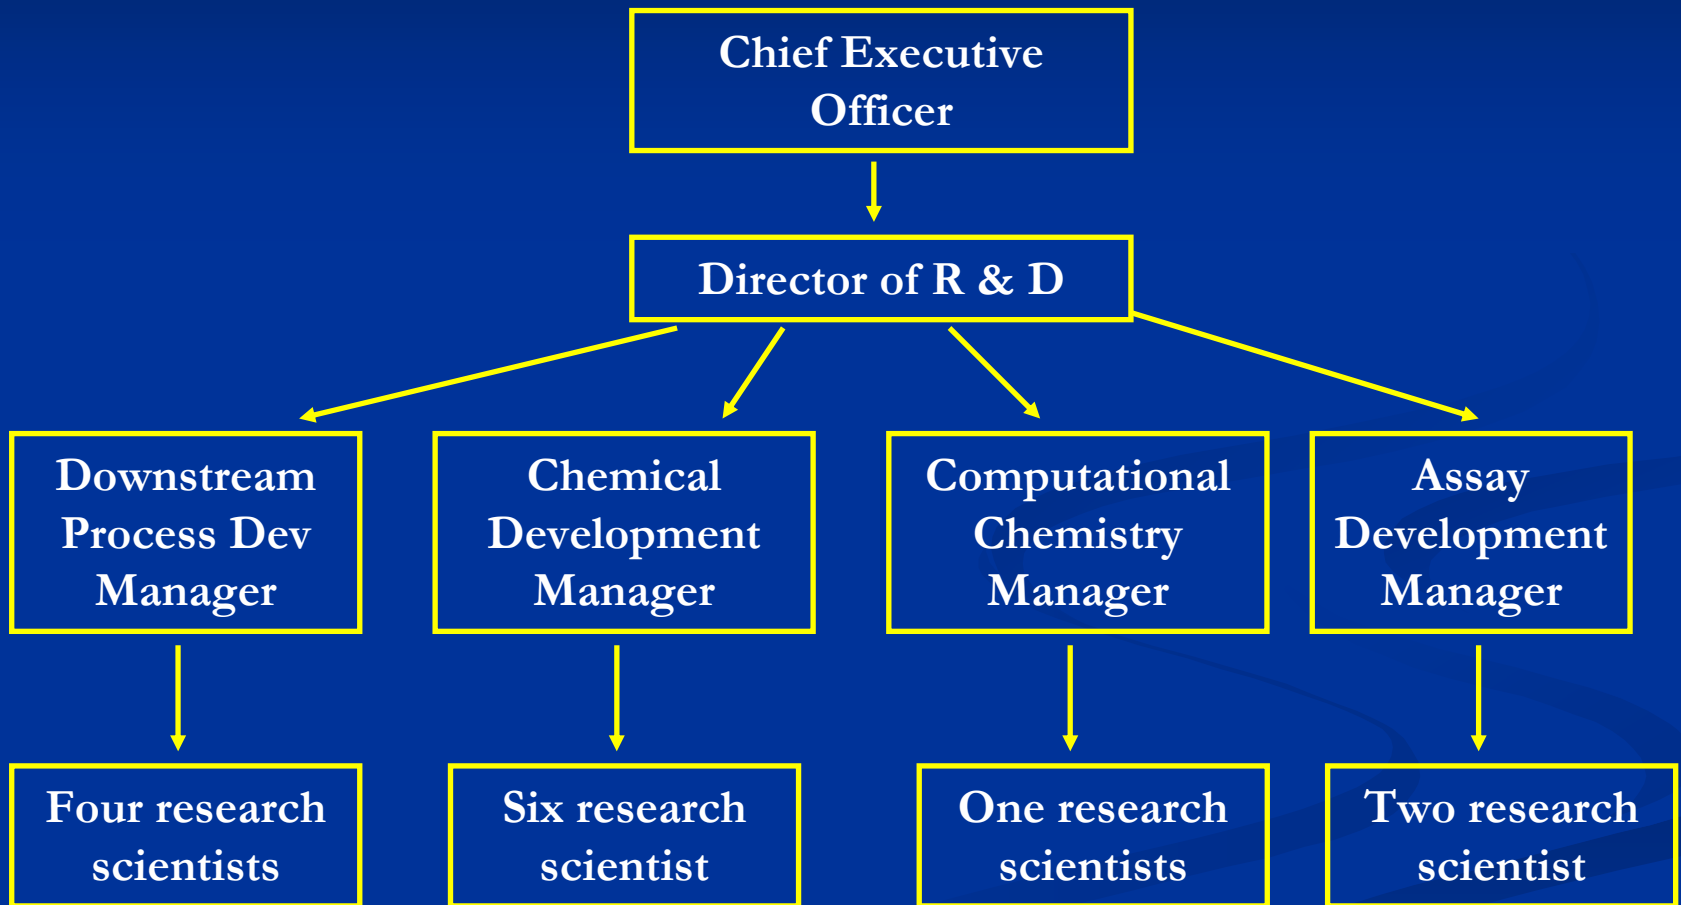 Chief Executive
Officer
Director of R & D
Downstream
Process Dev
Manager
Chemical
Development
Manager
Computational
Chemistry
Manager
Assay
Development
Manager
Four research
scientists
Six research
scientist
One research
scientists
Two research
scientist